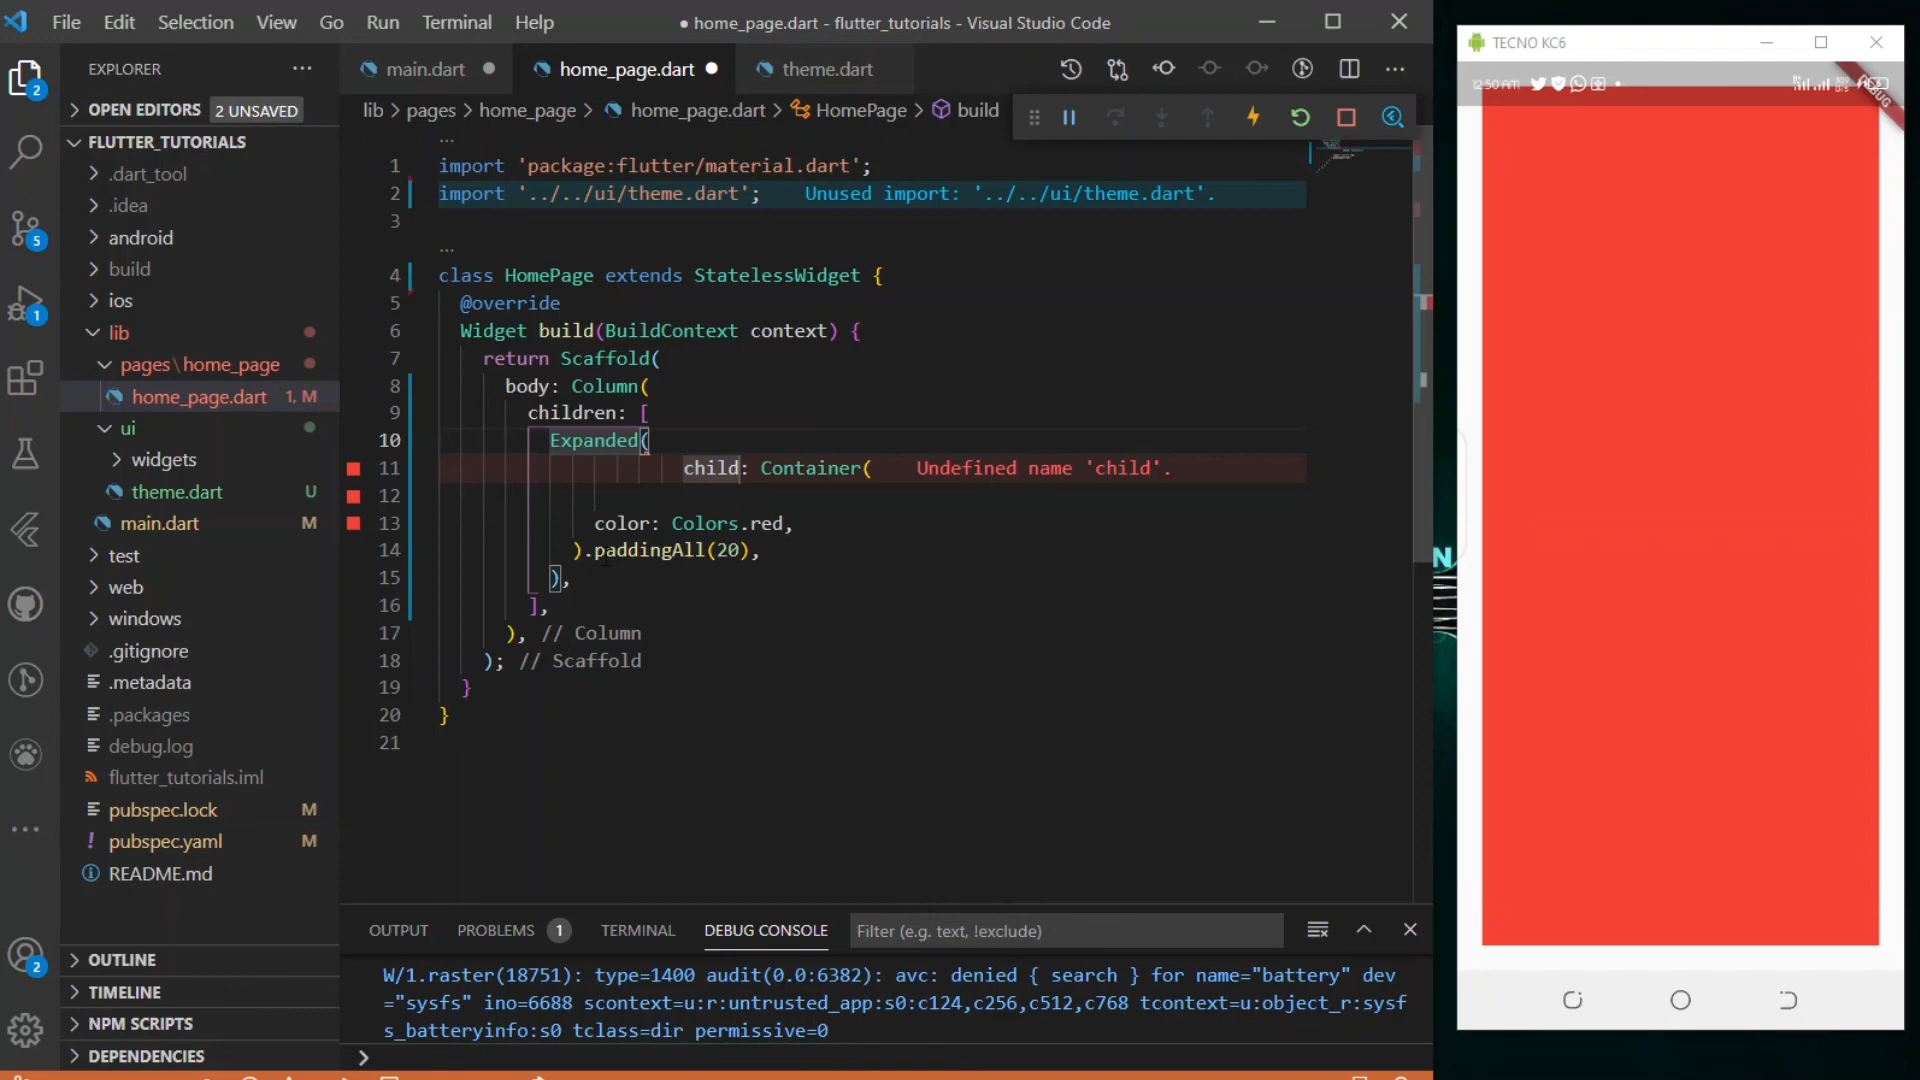 File Edit Selection View Go Run Terminal Help
● home_page.dart - flutter_tutorials - Visual Studio Code
EXPLORER
OPEN EDITORS 2 UNSAVED
FLUTTER_TUTORIALS
.dart_tool
.idea
android
build
ios
lib
pages\home_page
home_page.dart 1, M
ui
widgets
theme.dart U
main.dart M
test
web
windows
.gitignore
.metadata
.packages
debug.log
flutter_tutorials.iml
pubspec.lock M
pubspec.yaml M
README.md
OUTLINE
TIMELINE
NPM SCRIPTS
DEPENDENCIES
2
5
1
2
main.dart home_page.dart theme.dart
lib > pages > home_page > home_page.dart > HomePage > build
1 import 'package:flutter/material.dart';
2 import '../../ui/theme.dart'; Unused import: '../../ui/theme.dart'.
3
4 class HomePage extends StatelessWidget {
5 @override
6 Widget build(BuildContext context) {
7 return Scaffold(
8 body: Column(
9 children: [
10 Expanded(
11 child: Container( Undefined name 'child'.
12
13 color: Colors.red,
14 ).paddingAll(20),
15 ),
16 ],
17 ), // Column
18 ); // Scaffold
19 }
20 }
21
OUTPUT PROBLEMS 1 TERMINAL DEBUG CONSOLE Filter (e.g. text, !exclude)
W/1.raster(18751): type=1400 audit(0.0:6382): avc: denied { search } for name="battery" dev
="sysfs" ino=6688 scontext=u:r:untrusted_app:s0:c124,c256,c512,c768 tcontext=u:object_r:sysf
s_batteryinfo:s0 tclass=dir permissive=0
TECNO KC6
12:50 AM
N